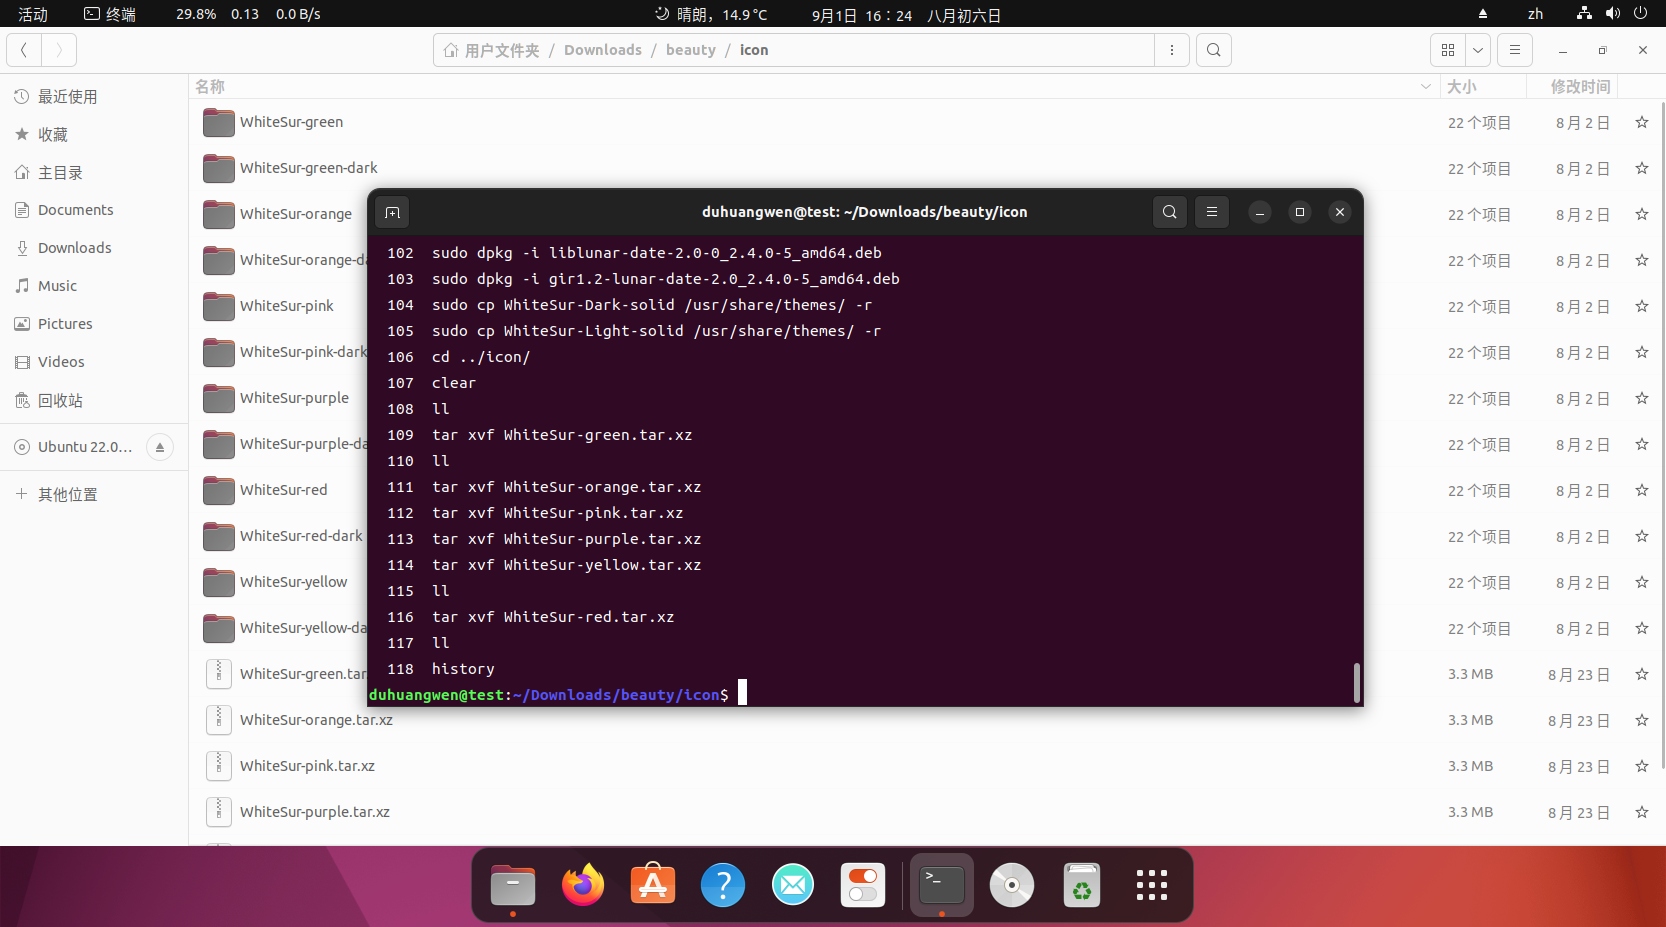 活动 终端 29.8% 0.13 0.0 B/s 晴朗，14.9 °C 9月1日 16：24 八月初六日 zh
用户文件夹 / Downloads / beauty / icon
名称 大小 修改时间
最近使用
收藏
主目录
Documents
Downloads
Music
Pictures
Videos
回收站
Ubuntu 22.0...
其他位置
WhiteSur-green 22 个项目 8 月 2 日
WhiteSur-green-dark 22 个项目 8 月 2 日
WhiteSur-orange 22 个项目 8 月 2 日
WhiteSur-orange-da 22 个项目 8 月 2 日
WhiteSur-pink 22 个项目 8 月 2 日
WhiteSur-pink-dark 22 个项目 8 月 2 日
WhiteSur-purple 22 个项目 8 月 2 日
WhiteSur-purple-da 22 个项目 8 月 2 日
WhiteSur-red 22 个项目 8 月 2 日
WhiteSur-red-dark 22 个项目 8 月 2 日
WhiteSur-yellow 22 个项目 8 月 2 日
WhiteSur-yellow-da 22 个项目 8 月 2 日
WhiteSur-green.tar. 3.3 MB 8 月 23 日
WhiteSur-orange.tar.xz 3.3 MB 8 月 23 日
WhiteSur-pink.tar.xz 3.3 MB 8 月 23 日
WhiteSur-purple.tar.xz 3.3 MB 8 月 23 日
duhuangwen@test: ~/Downloads/beauty/icon
102 sudo dpkg -i liblunar-date-2.0-0_2.4.0-5_amd64.deb
103 sudo dpkg -i gir1.2-lunar-date-2.0_2.4.0-5_amd64.deb
104 sudo cp WhiteSur-Dark-solid /usr/share/themes/ -r
105 sudo cp WhiteSur-Light-solid /usr/share/themes/ -r
106 cd ../icon/
107 clear
108 ll
109 tar xvf WhiteSur-green.tar.xz
110 ll
111 tar xvf WhiteSur-orange.tar.xz
112 tar xvf WhiteSur-pink.tar.xz
113 tar xvf WhiteSur-purple.tar.xz
114 tar xvf WhiteSur-yellow.tar.xz
115 ll
116 tar xvf WhiteSur-red.tar.xz
117 ll
118 history
duhuangwen@test:~/Downloads/beauty/icon$